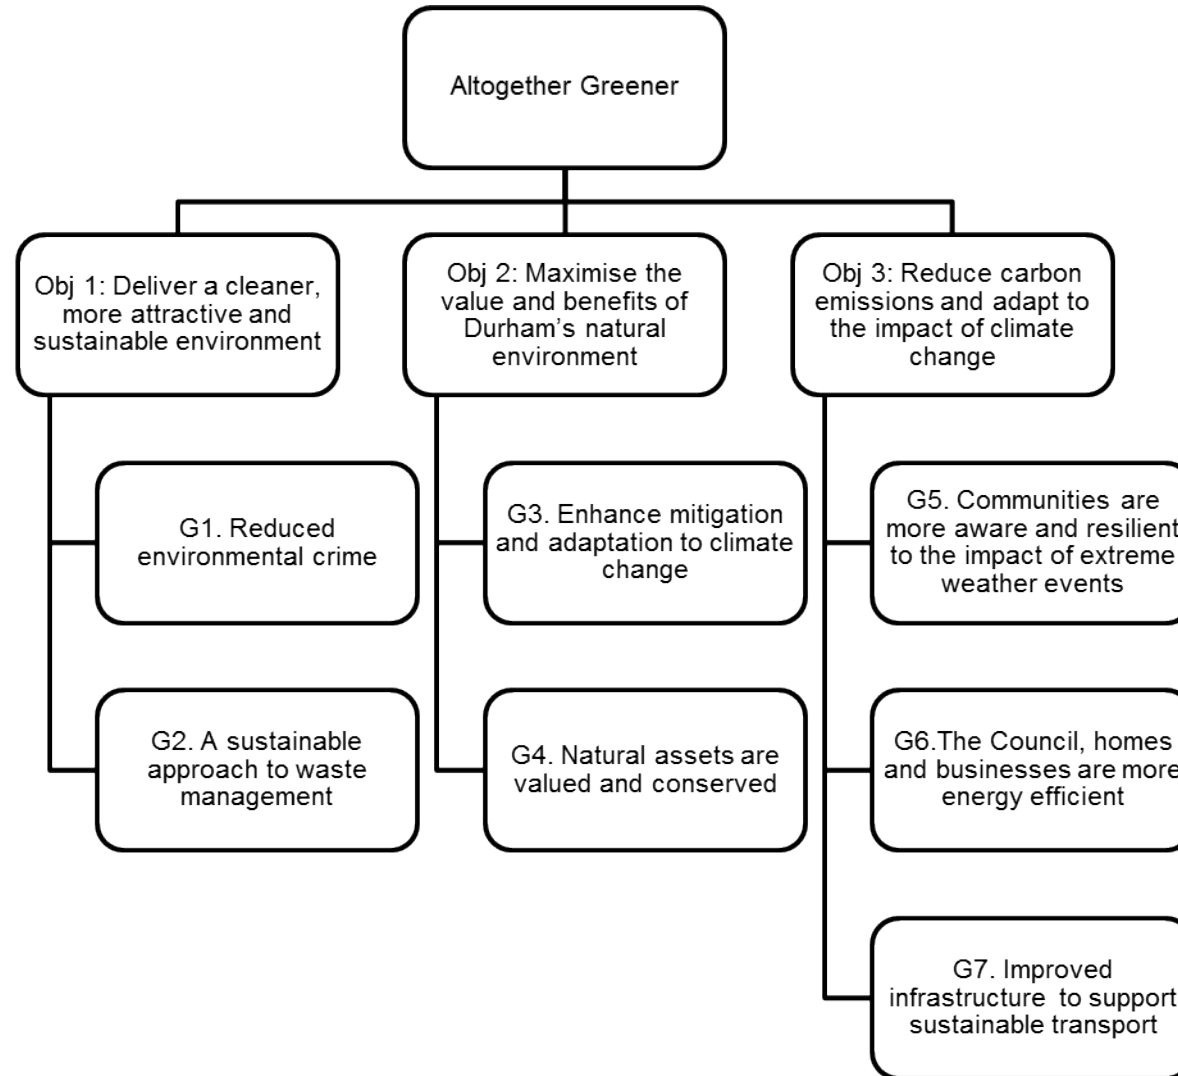 Altogether Greener
Obj 1: Deliver a cleaner,
more attractive and
sustainable environment
Obj 2: Maximise the
value and benefits of
Durham’s natural
environment
Obj 3: Reduce carbon
emissions and adapt to
the impact of climate
change
G1. Reduced
environmental crime
G3. Enhance mitigation
and adaptation to climate
change
G5. Communities are
more aware and resilient
to the impact of extreme
weather events
G2. A sustainable
approach to waste
management
G4. Natural assets are
valued and conserved
G6.The Council, homes
and businesses are more
energy efficient
G7. Improved
infrastructure to support
sustainable transport